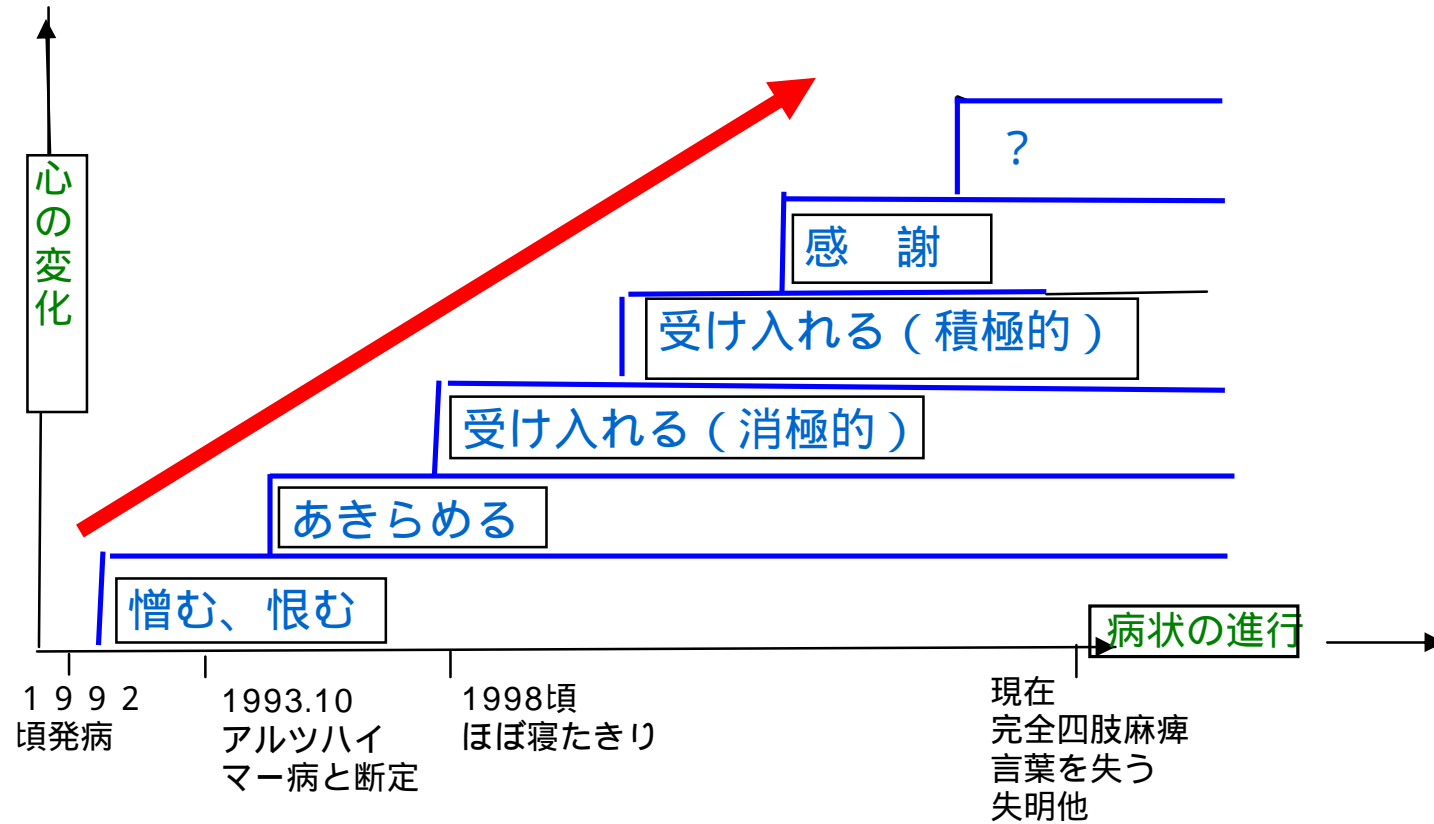 心の変化
?
感 謝
受け入れる(積極的)
受け入れる(消極的)
あきらめる
憎む、恨む
病状の進行
1992
頃発病
1993.10
アルツハイ
マー病と断定
1998頃
ほぼ寝たきり
現在
完全四肢麻痺
言葉を失う
失明他